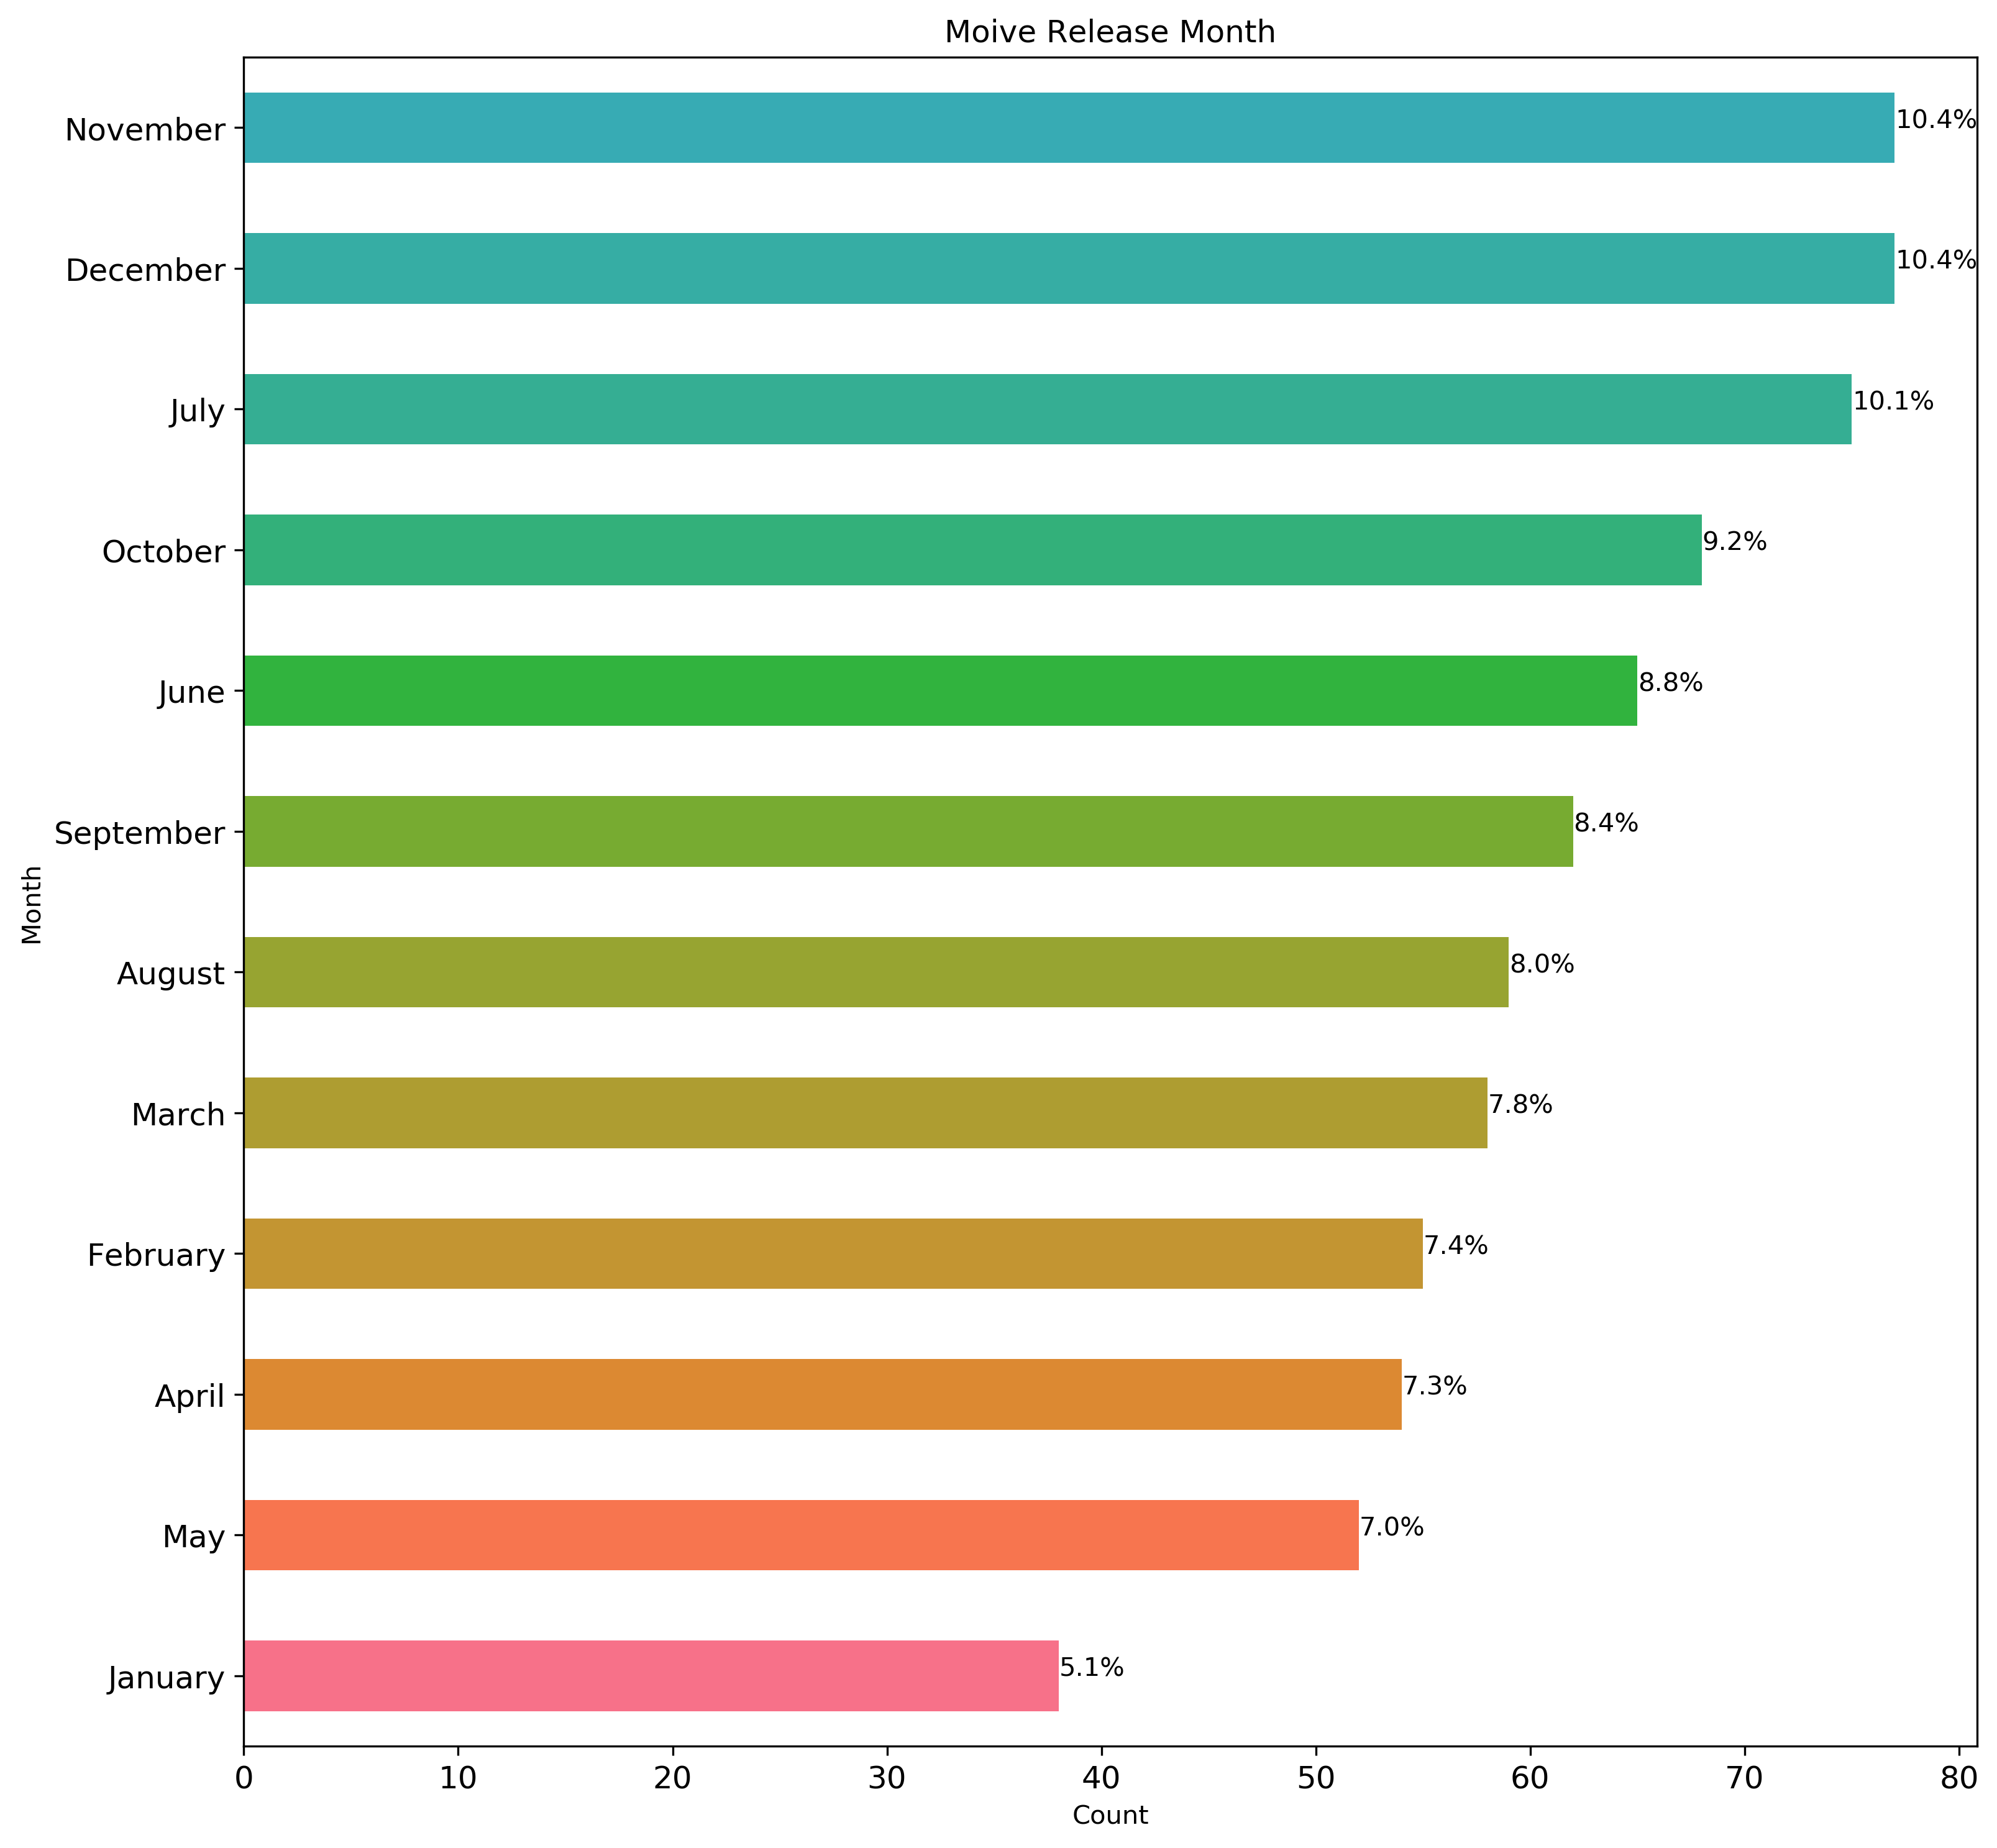 Moive Release Month
November 10.4%
December 10.4%
July 10.1%
October 9.2%
June 8.8%
September 8.4%
August 8.0%
March 7.8%
February 7.4%
April 7.3%
May 7.0%
January 5.1%
Month
0 10 20 30 40 50 60 70 80
Count